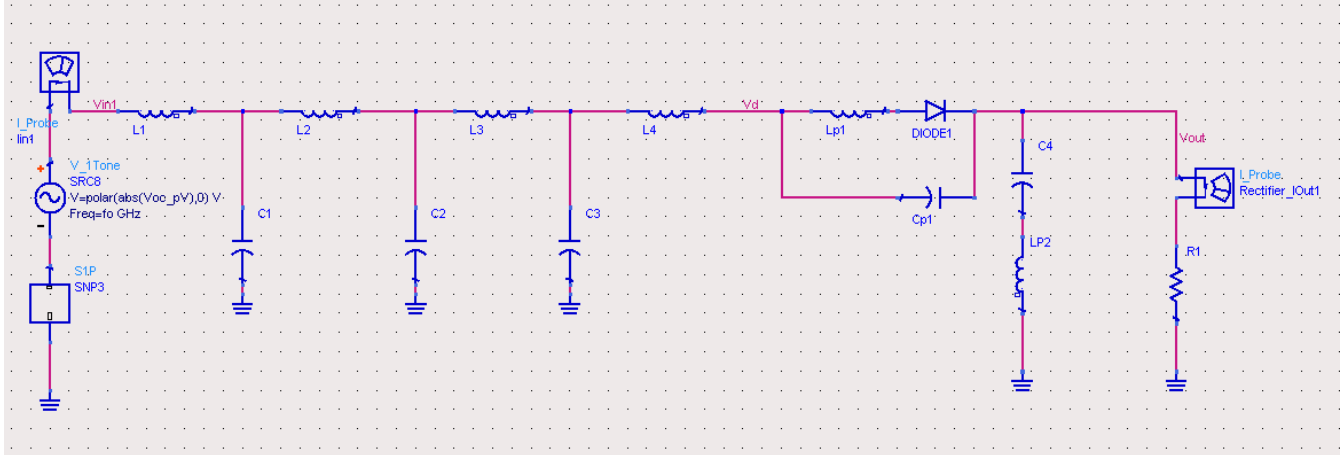 I_Probe
Iin1
Vin1
L1
L2
L3
L4
Vd
Lp1
DIODE1
Cp1
C4
LP2
Vout
I_Probe
Rectifier_IOut1
R1
V_1Tone
SRC8
V=polar(abs(Voc_pV),0) V
Freq=fo GHz
C1
C2
C3
S1P
SNP3